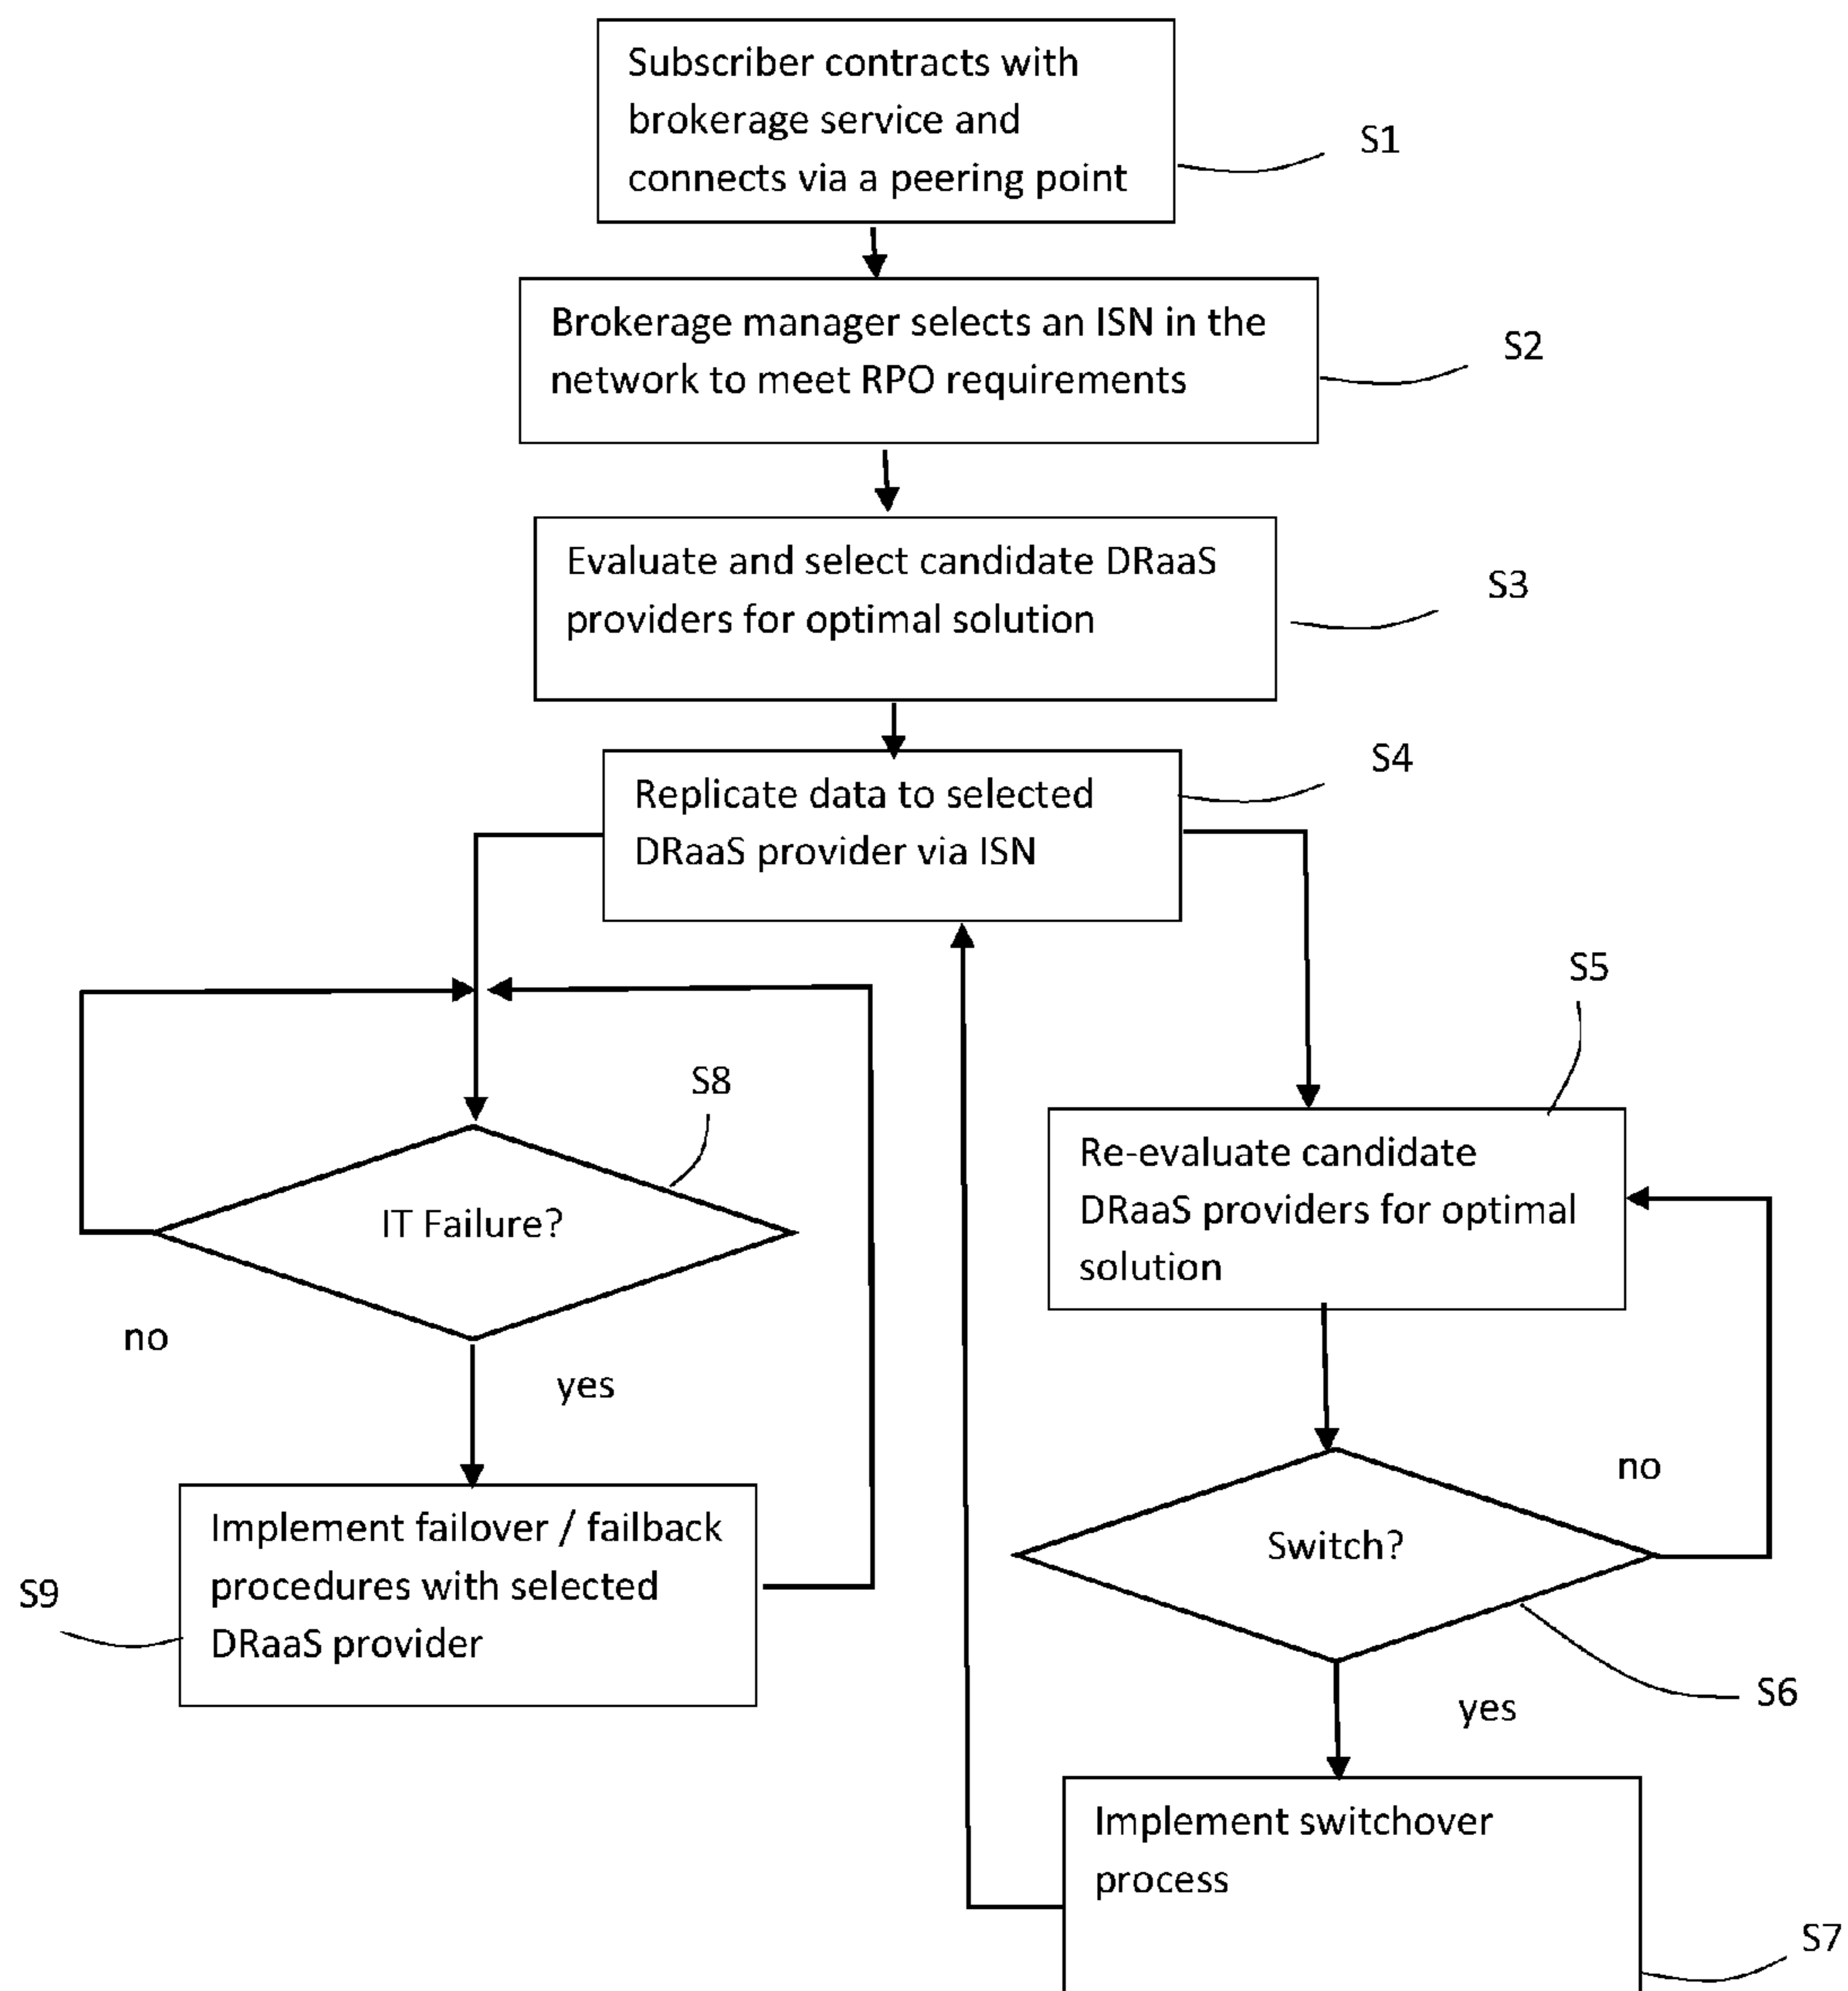 Subscriber contracts with
brokerage service and
connects via a peering point
S1
Brokerage manager selects an ISN in the
network to meet RPO requirements
S2
Evaluate and select candidate DRaaS
providers for optimal solution
S3
Replicate data to selected
DRaaS provider via ISN
S4
S5
Re-evaluate candidate
DRaaS providers for optimal
solution
S8
IT Failure?
no
yes
Implement failover / failback
procedures with selected
DRaaS provider
S9
Switch?
no
S6
yes
Implement switchover
process
S7